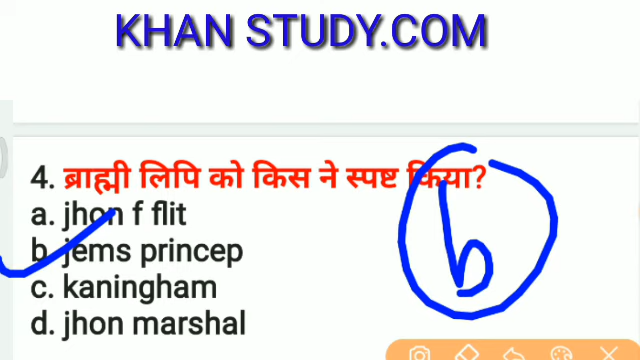 KHAN STUDY.COM
4. ब्राह्मी लिपि को किस ने स्पष्ट किया?
a. jhon f flit
b. jems princep
c. kaningham
d. jhon marshal
b